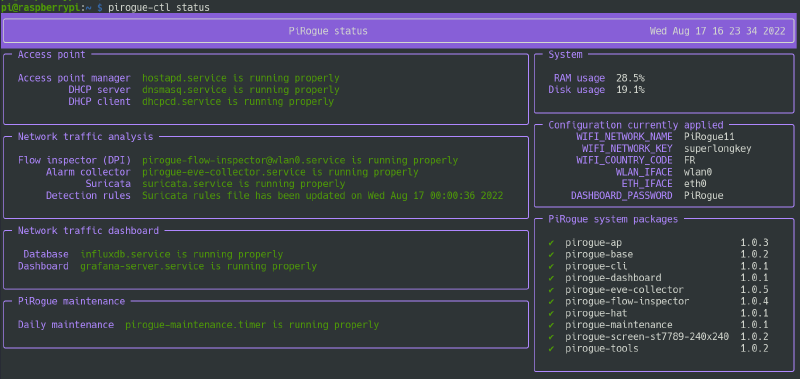 pi@raspberrypi:~ $ pirogue-ctl status
PiRogue status Wed Aug 17 16 23 34 2022
Access point
Access point manager hostapd.service is running properly
DHCP server dnsmasq.service is running properly
DHCP client dhcpcd.service is running properly
Network traffic analysis
Flow inspector (DPI) pirogue-flow-inspector@wlan0.service is running properly
Alarm collector pirogue-eve-collector.service is running properly
Suricata suricata.service is running properly
Detection rules Suricata rules file has been updated on Wed Aug 17 00:00:36 2022
Network traffic dashboard
Database influxdb.service is running properly
Dashboard grafana-server.service is running properly
PiRogue maintenance
Daily maintenance pirogue-maintenance.timer is running properly
System
RAM usage 28.5%
Disk usage 19.1%
Configuration currently applied
WIFI_NETWORK_NAME PiRogue11
WIFI_NETWORK_KEY superlongkey
WIFI_COUNTRY_CODE FR
WLAN_IFACE wlan0
ETH_IFACE eth0
DASHBOARD_PASSWORD PiRogue
PiRogue system packages
✔ pirogue-ap 1.0.3
✔ pirogue-base 1.0.2
✔ pirogue-cli 1.0.1
✔ pirogue-dashboard 1.0.1
✔ pirogue-eve-collector 1.0.5
✔ pirogue-flow-inspector 1.0.4
✔ pirogue-hat 1.0.1
✔ pirogue-maintenance 1.0.1
✔ pirogue-screen-st7789-240x240 1.0.2
✔ pirogue-tools 1.0.2